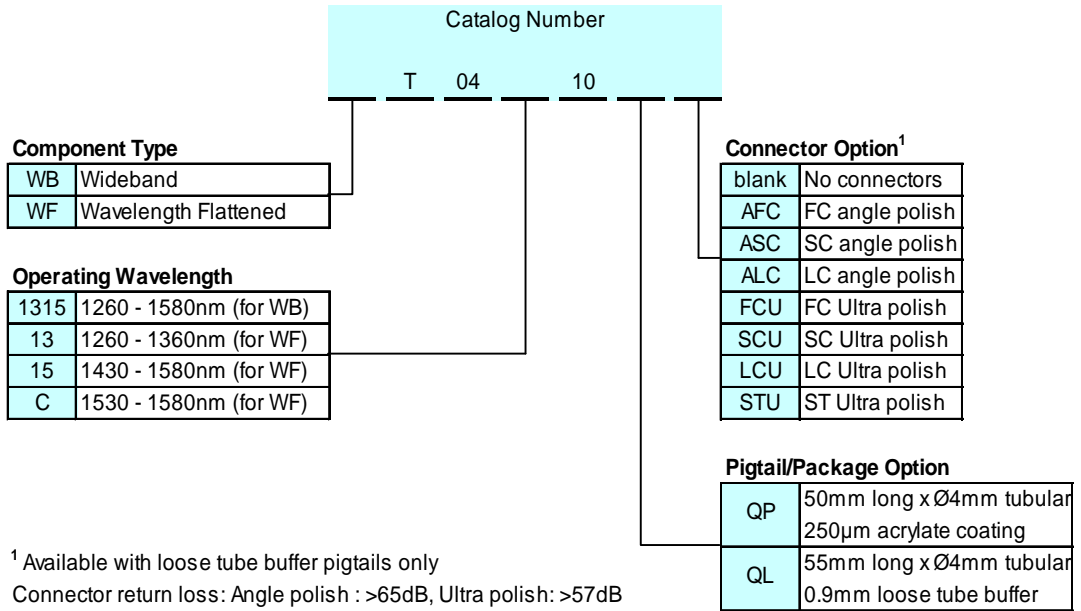 Catalog Number
T 04 10
Component Type
WB Wideband
WF Wavelength Flattened
Operating Wavelength
1315 1260 - 1580nm (for WB)
13 1260 - 1360nm (for WF)
15 1430 - 1580nm (for WF)
C 1530 - 1580nm (for WF)
Connector Option¹
blank No connectors
AFC FC angle polish
ASC SC angle polish
ALC LC angle polish
FCU FC Ultra polish
SCU SC Ultra polish
LCU LC Ultra polish
STU ST Ultra polish
Pigtail/Package Option
QP 50mm long x Ø4mm tubular
250µm acrylate coating
QL 55mm long x Ø4mm tubular
0.9mm loose tube buffer
¹ Available with loose tube buffer pigtails only
Connector return loss: Angle polish : >65dB, Ultra polish: >57dB